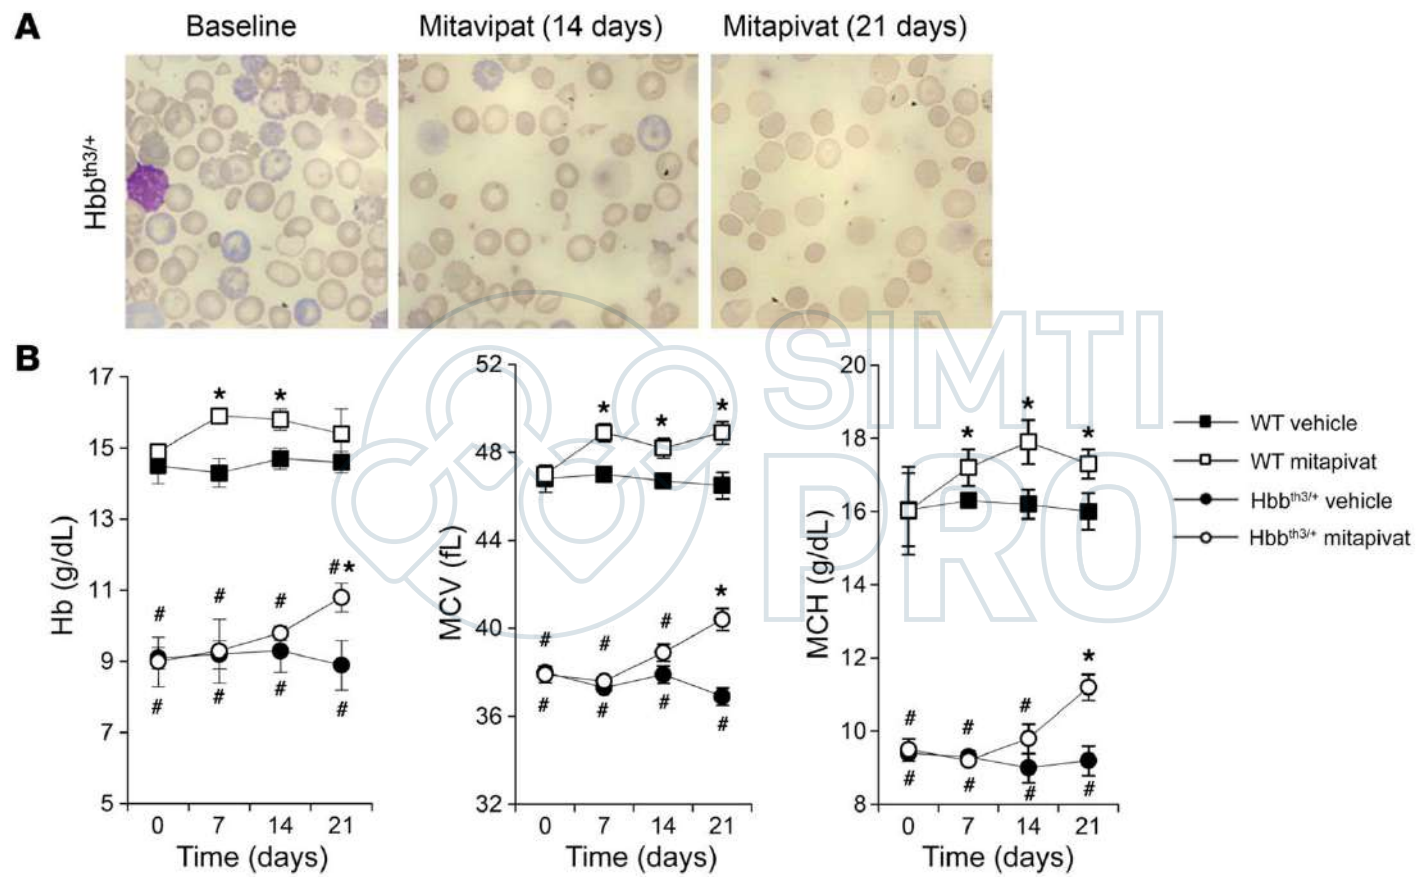 A
Baseline
Mitavipat (14 days)
Mitapivat (21 days)
Hbbth3/+
B
SIMTI
PRO
Hb (g/dL)
17
15
13
11
9
7
5
* *
#*
# # #
# # # #
0 7 14 21
Time (days)
MCV (fL)
52
48
44
40
36
32
* * *
*
# # #
# # # #
0 7 14 21
Time (days)
MCH (g/dL)
20
18
16
14
12
10
8
* * *
*
# # #
# # # #
0 7 14 21
Time (days)
WT vehicle
WT mitapivat
Hbbth3/+ vehicle
Hbbth3/+ mitapivat